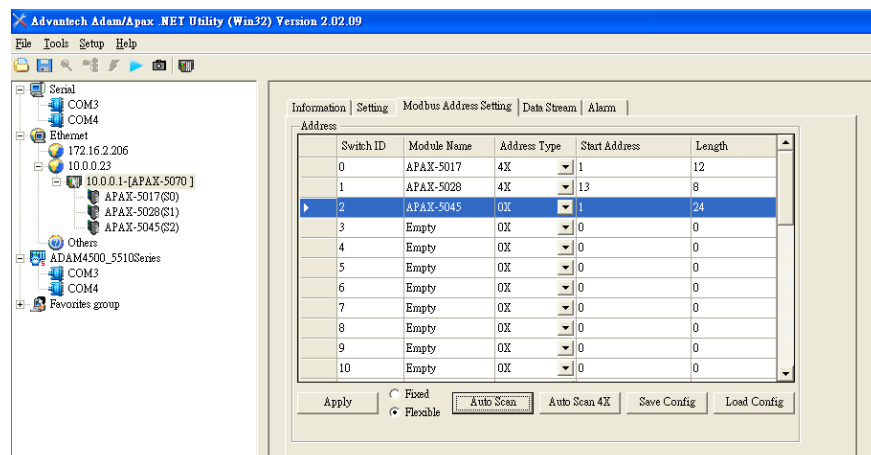 Advantech Adam/Apax .NET Utility (Win32) Version 2.02.09
File Tools Setup Help
Serial
COM3
COM4
Ethernet
172.16.2.206
10.0.0.23
10.0.0.1-[APAX-5070 ]
APAX-5017(S0)
APAX-5028(S1)
APAX-5045(S2)
Others
ADAM4500_5510Series
COM3
COM4
Favorites group
Information Setting Modbus Address Setting Data Stream Alarm
Address
Switch ID Module Name Address Type Start Address Length
0 APAX-5017 4X 1 12
1 APAX-5028 4X 13 8
2 APAX-5045 0X 1 24
3 Empty 0X 0 0
4 Empty 0X 0 0
5 Empty 0X 0 0
6 Empty 0X 0 0
7 Empty 0X 0 0
8 Empty 0X 0 0
9 Empty 0X 0 0
10 Empty 0X 0 0
Apply Fixed Flexible Auto Scan Auto Scan 4X Save Config Load Config